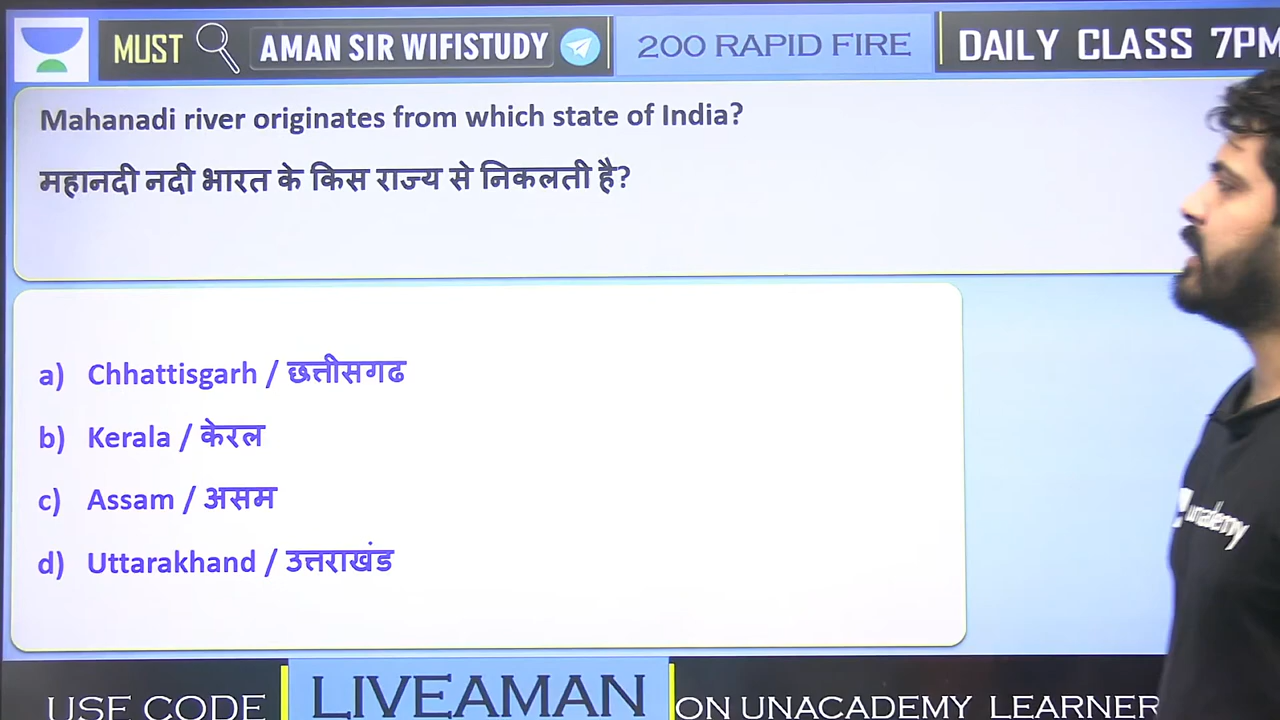 MUST AMAN SIR WIFISTUDY 200 RAPID FIRE DAILY CLASS 7PM
Mahanadi river originates from which state of India?
महानदी नदी भारत के किस राज्य से निकलती है?
a) Chhattisgarh / छत्तीसगढ
b) Kerala / केरल
c) Assam / असम
d) Uttarakhand / उत्तराखंड
unacademy
USE CODE LIVEAMAN ON UNACADEMY LEARNER